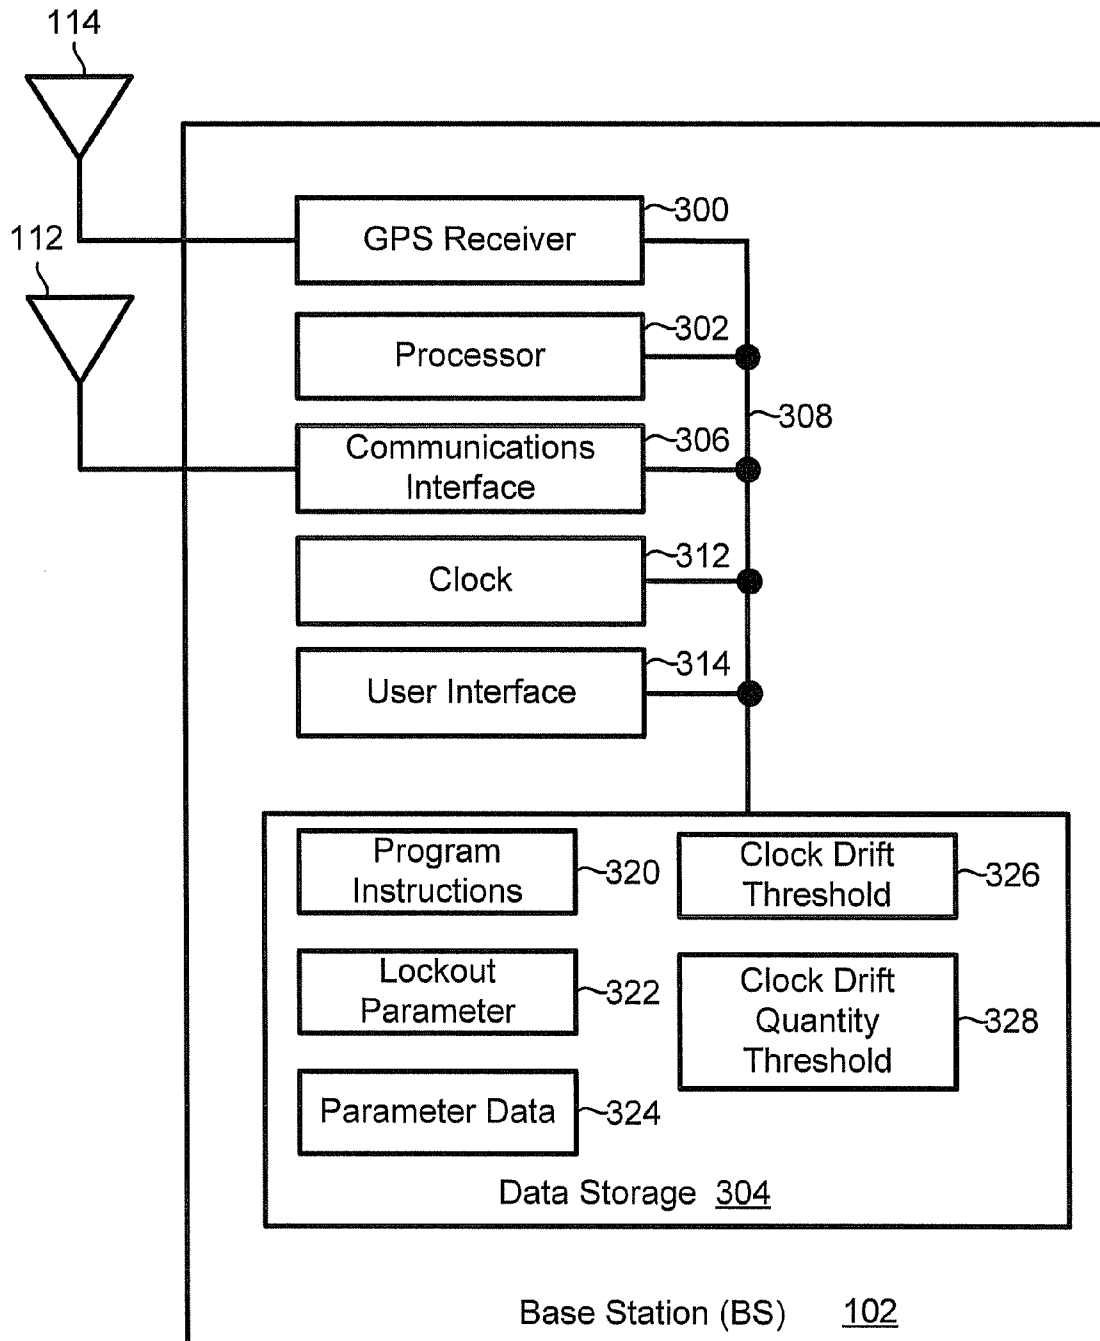 114
112
GPS Receiver
300
Processor
302
308
Communications
Interface
306
Clock
312
User Interface
314
Program
Instructions
320
Clock Drift
Threshold
326
Lockout
Parameter
322
Clock Drift
Quantity
Threshold
328
Parameter Data
324
Data Storage 304
Base Station (BS) 102